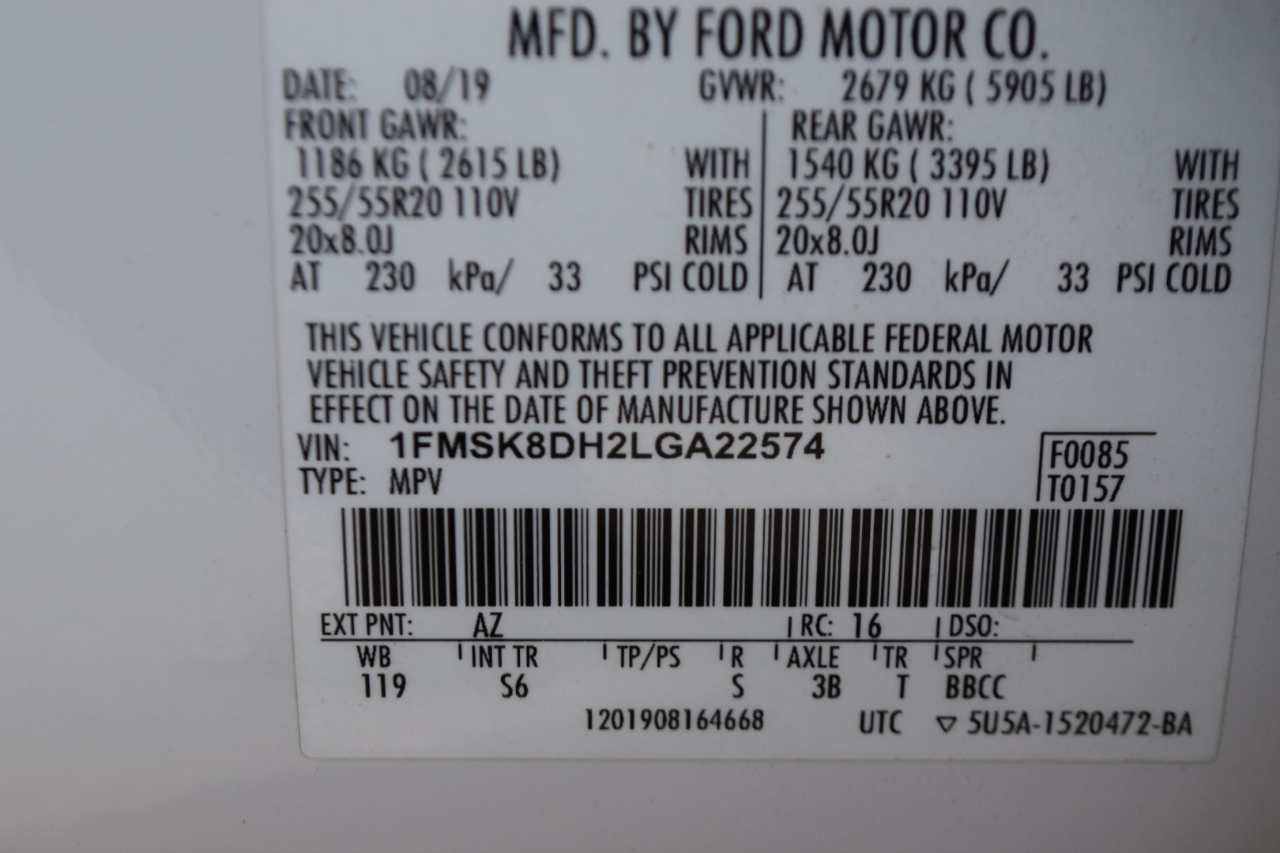 MFD. BY FORD MOTOR CO.
DATE: 08/19 GVWR: 2679 KG ( 5905 LB)
FRONT GAWR: REAR GAWR:
1186 KG ( 2615 LB) WITH 1540 KG ( 3395 LB) WITH
255/55R20 110V TIRES 255/55R20 110V TIRES
20x8.0J RIMS 20x8.0J RIMS
AT 230 kPa/ 33 PSI COLD AT 230 kPa/ 33 PSI COLD
THIS VEHICLE CONFORMS TO ALL APPLICABLE FEDERAL MOTOR
VEHICLE SAFETY AND THEFT PREVENTION STANDARDS IN
EFFECT ON THE DATE OF MANUFACTURE SHOWN ABOVE.
VIN: 1FMSK8DH2LGA22574 F0085
TYPE: MPV T0157
EXT PNT: AZ RC: 16 DSO:
WB INT TR TP/PS R AXLE TR SPR
119 S6 S 3B T BBCC
1201908164668 UTC ▽ 5U5A-1520472-BA